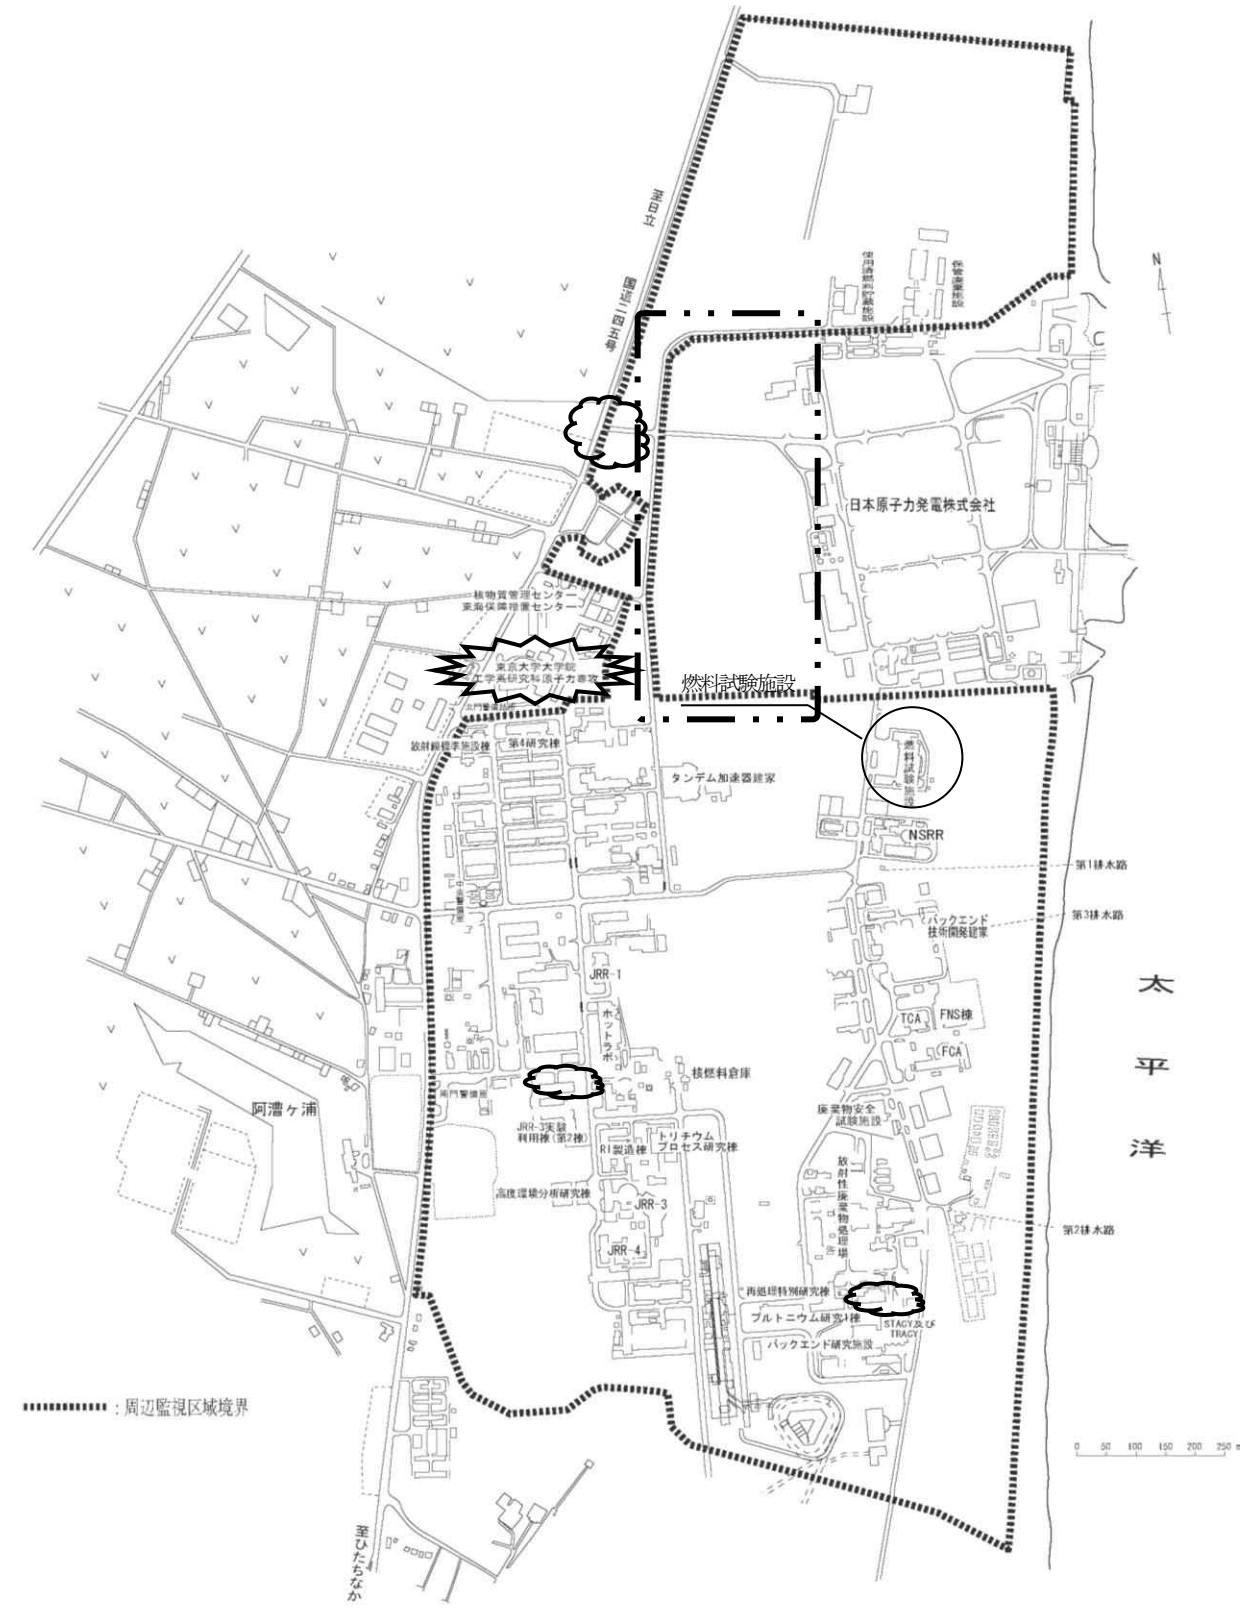 至日立
国道二四五号
使用済燃料貯蔵施設
保管廃棄施設
N
C
日本原子力発電株式会社
核物質管理センター
東海保障措置センター
東京大学大学院
工学系研究科原子力専攻
燃料試験施設
北門警備詰所
放射線標準施設棟
第4研究棟
燃料試験施設
タンデム加速器建家
NSRR
第1排水路
第3排水路
バックエンド
技術開発建家
JRR-1
ホットラボ
TCA
FNS棟
FCA
太平洋
核燃料倉庫
南門警備室
阿漕ヶ浦
廃棄物安全
試験施設
JRR-3実験
利用棟(第2棟)
RI製造棟
トリチウム
プロセス研究棟
放射性廃棄物処理場
高度環境分析研究棟
JRR-3
第2排水路
JRR-4
再処理特別研究棟
プルトニウム研究1棟
STACY及び
TRACY
バックエンド研究施設
:周辺監視区域境界
0 50 100 150 200 250 m
至ひたちなか